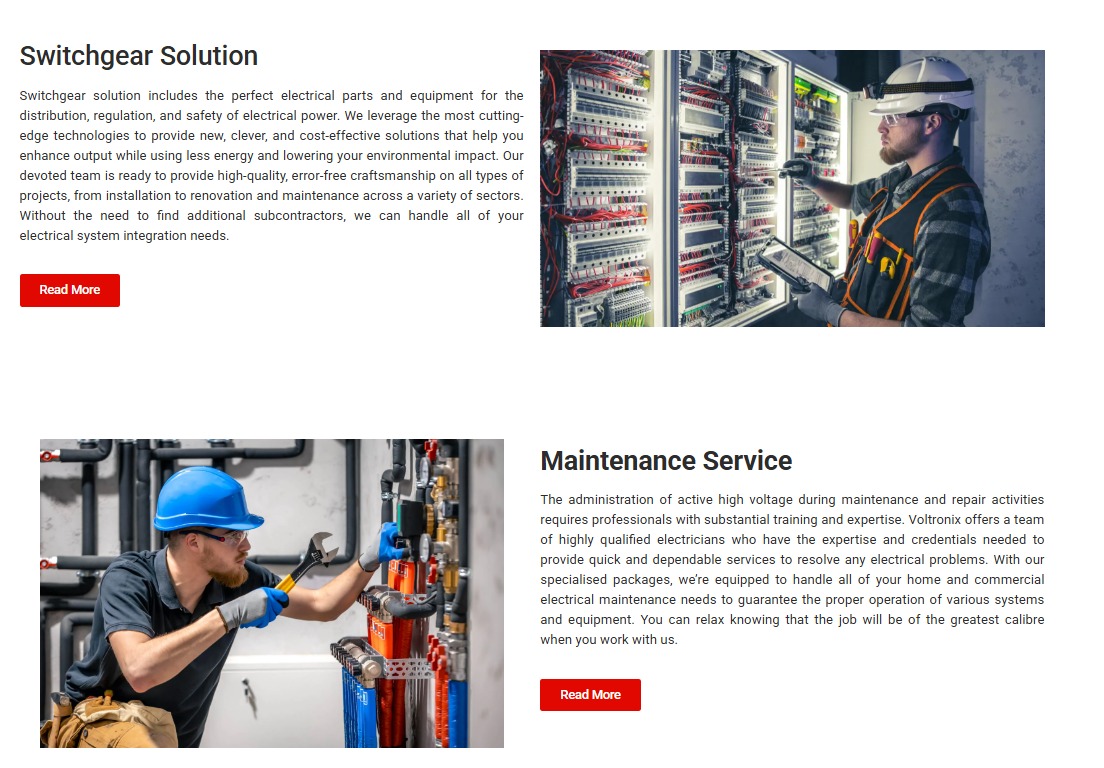 Switchgear Solution
Switchgear solution includes the perfect electrical parts and equipment for the
distribution, regulation, and safety of electrical power. We leverage the most cutting-
edge technologies to provide new, clever, and cost-effective solutions that help you
enhance output while using less energy and lowering your environmental impact. Our
devoted team is ready to provide high-quality, error-free craftsmanship on all types of
projects, from installation to renovation and maintenance across a variety of sectors.
Without the need to find additional subcontractors, we can handle all of your
electrical system integration needs.
Read More
Maintenance Service
The administration of active high voltage during maintenance and repair activities
requires professionals with substantial training and expertise. Voltronix offers a team
of highly qualified electricians who have the expertise and credentials needed to
provide quick and dependable services to resolve any electrical problems. With our
specialised packages, we’re equipped to handle all of your home and commercial
electrical maintenance needs to guarantee the proper operation of various systems
and equipment. You can relax knowing that the job will be of the greatest calibre
when you work with us.
Read More